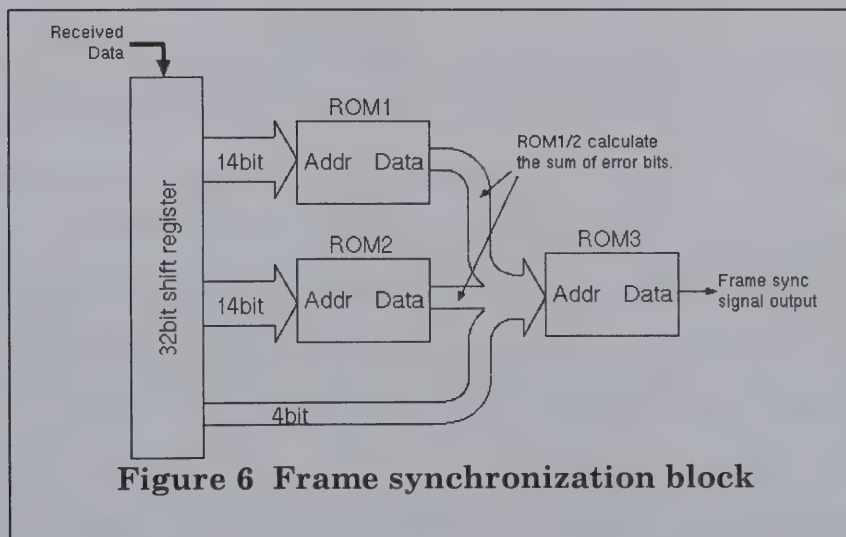 Received
Data
32bit shift register
14bit
ROM1
Addr Data
ROM1/2 calculate
the sum of error bits.
14bit
ROM2
Addr Data
4bit
ROM3
Addr Data
Frame sync
signal output
Figure 6 Frame synchronization block